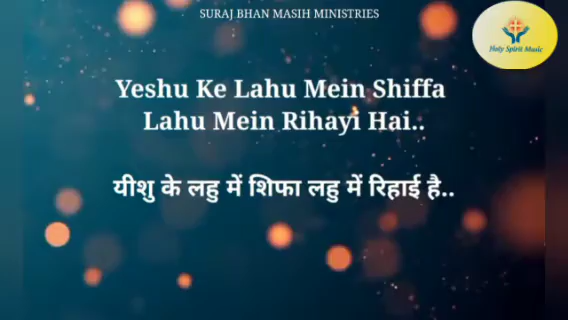 SURAJ BHAN MASIH MINISTRIES
Holy Spirit Music
Yeshu Ke Lahu Mein Shiffa
Lahu Mein Rihayi Hai..
यीशु के लहु में शिफा लहु में रिहाई है..